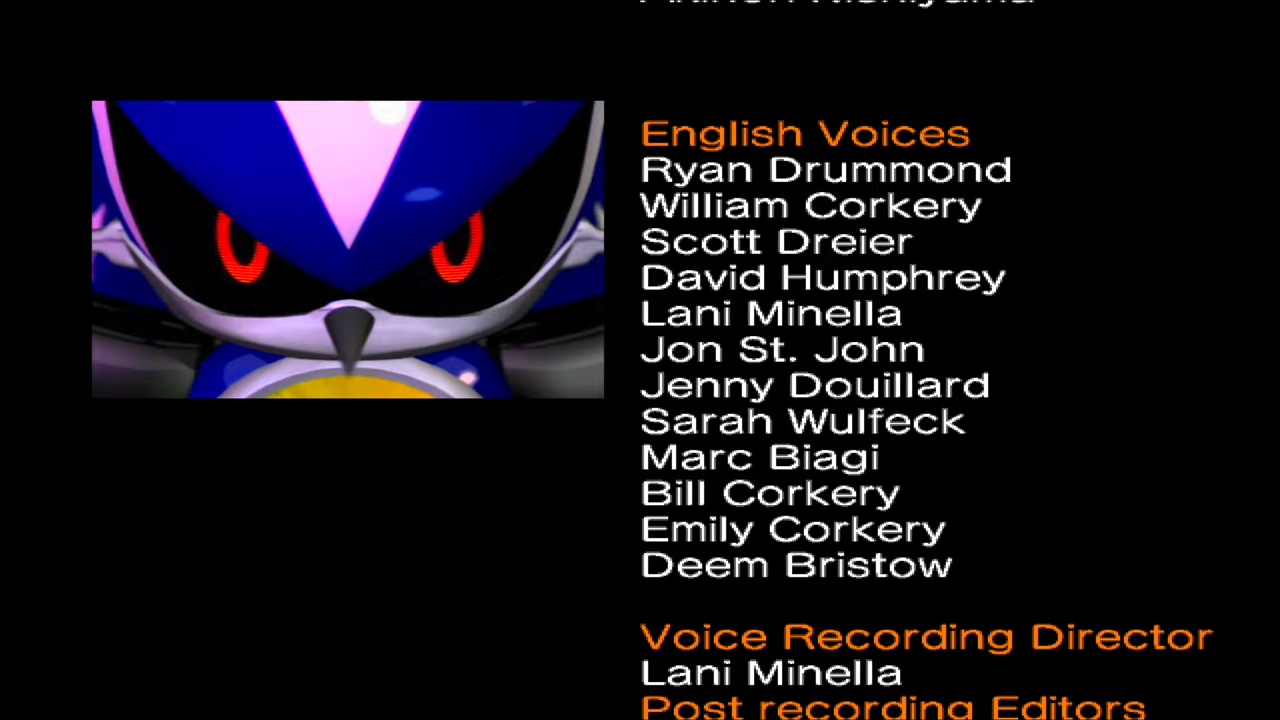 English Voices
Ryan Drummond
William Corkery
Scott Dreier
David Humphrey
Lani Minella
Jon St. John
Jenny Douillard
Sarah Wulfeck
Marc Biagi
Bill Corkery
Emily Corkery
Deem Bristow
Voice Recording Director
Lani Minella
Post recording Editors